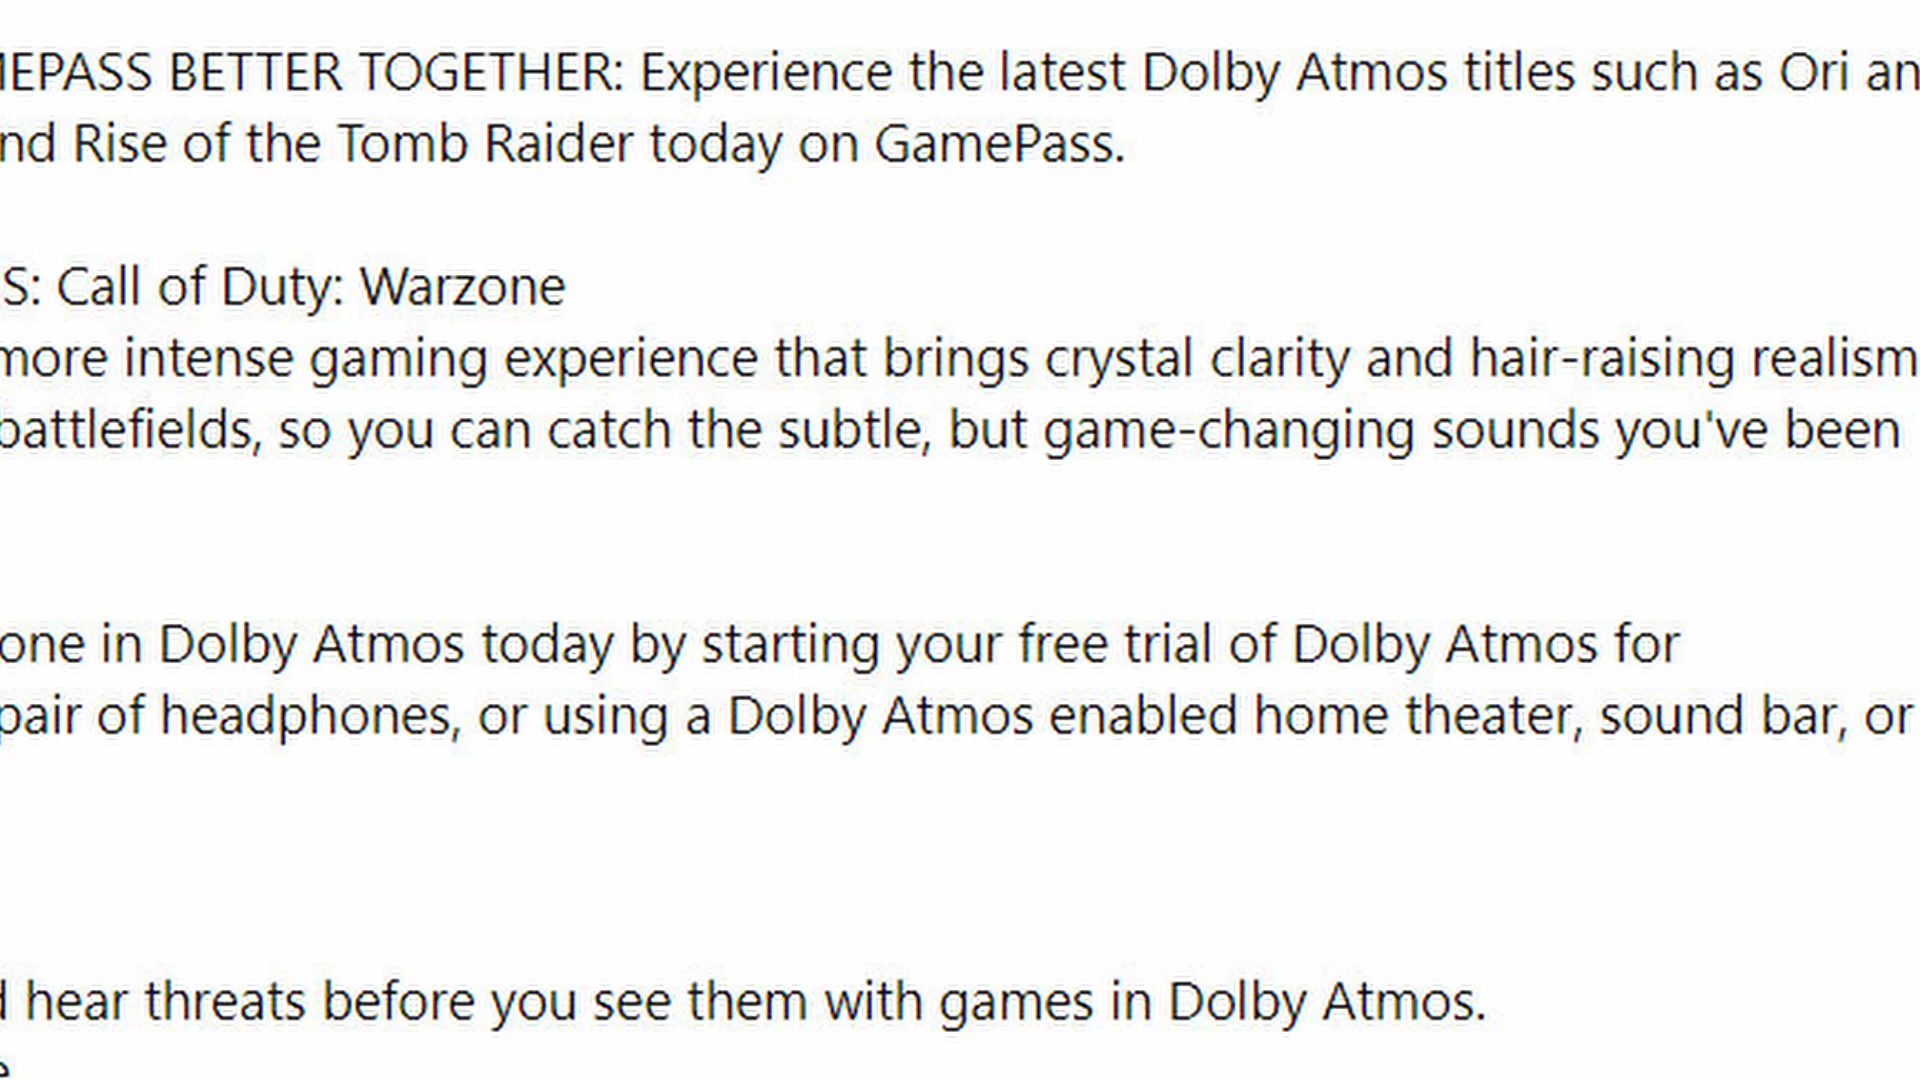 EPASS BETTER TOGETHER: Experience the latest Dolby Atmos titles such as Ori an
nd Rise of the Tomb Raider today on GamePass.
S: Call of Duty: Warzone
more intense gaming experience that brings crystal clarity and hair-raising realism
battlefields, so you can catch the subtle, but game-changing sounds you've been
one in Dolby Atmos today by starting your free trial of Dolby Atmos for
pair of headphones, or using a Dolby Atmos enabled home theater, sound bar, or
hear threats before you see them with games in Dolby Atmos.